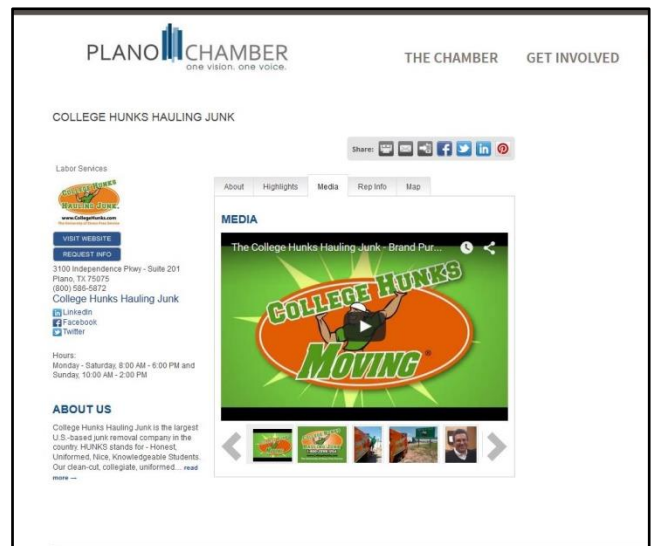 PLANO CHAMBER
one vision. one voice.
THE CHAMBER GET INVOLVED
COLLEGE HUNKS HAULING JUNK
Share:
Labor Services
COLLEGE HUNKS
HAULING JUNK
www.CollegeHunks.com
VISIT WEBSITE
REQUEST INFO
3100 Independence Pkwy - Suite 201
Plano, TX 75075
(800) 586-5872
College Hunks Hauling Junk
LinkedIn
Facebook
Twitter
Hours:
Monday - Saturday, 8:00 AM - 6:00 PM and
Sunday, 10:00 AM - 2:00 PM
ABOUT US
College Hunks Hauling Junk is the largest
U.S.-based junk removal company in the
country. HUNKS stands for - Honest,
Uniformed, Nice, Knowledgeable Students.
Our clean-cut, collegiate, uniformed... read
more →
About Highlights Media Rep Info Map
MEDIA
The College Hunks Hauling Junk - Brand Pur...
COLLEGE HUNKS
MOVING®